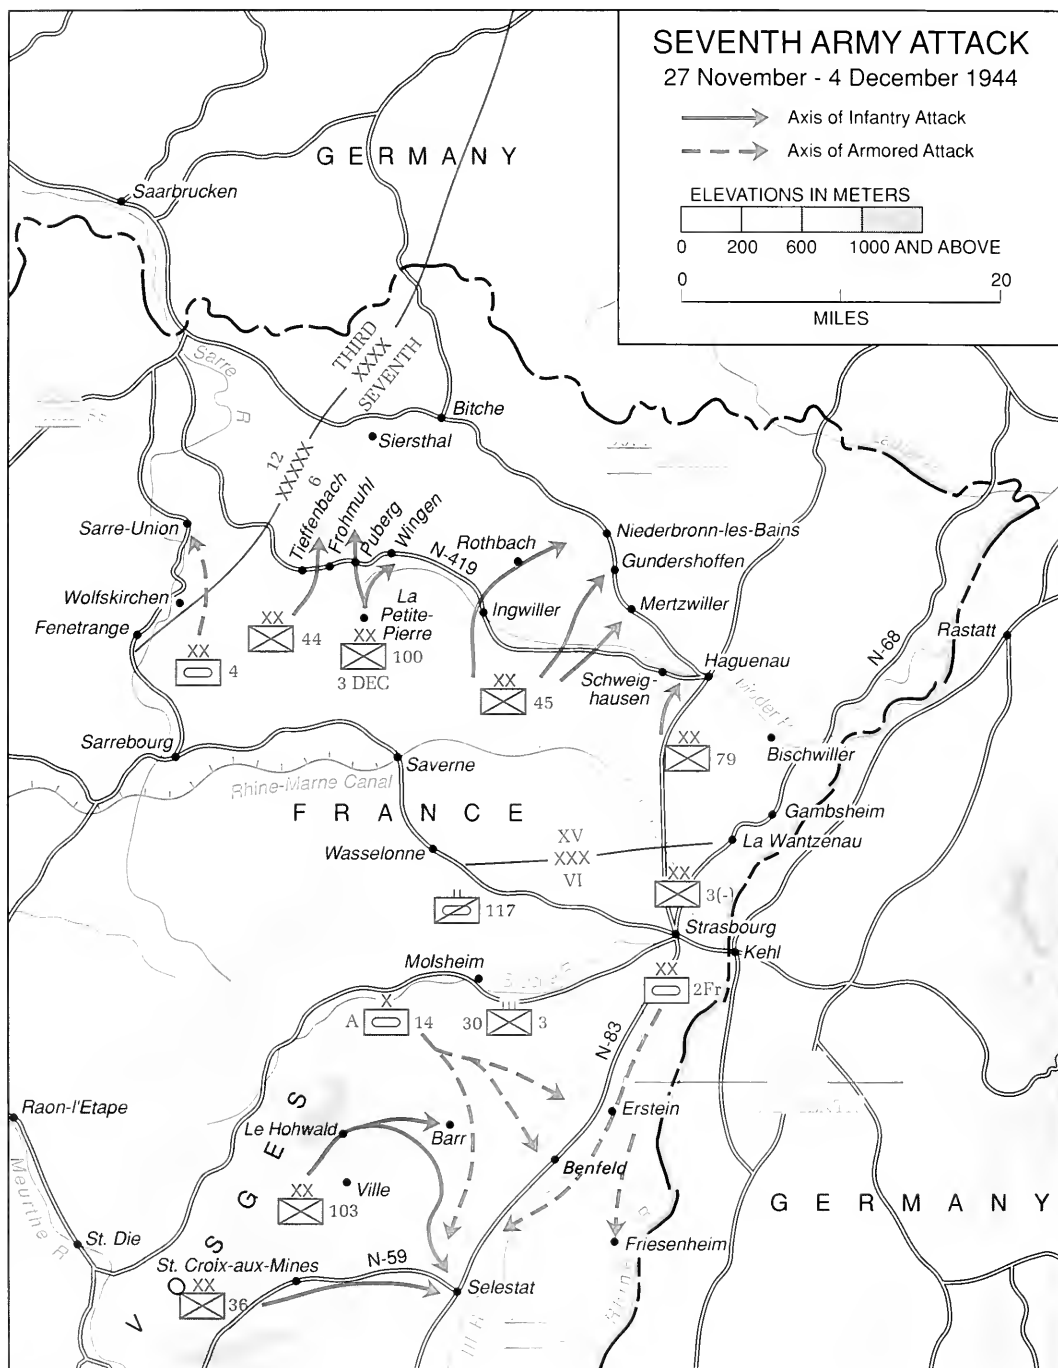 SEVENTH ARMY ATTACK
27 November - 4 December 1944
Axis of Infantry Attack
Axis of Armored Attack
ELEVATIONS IN METERS
0 200 600 1000 AND ABOVE
0 20
MILES
GERMANY
Saarbrucken
Sarre R
THIRD
XXXX
SEVENTH
Bitche
Siersthal
12
XXXXX
6
Tieffenbach
Frohmuhl
Puberg
Wingen
N-419
Sarre-Union
Rothbach
Niederbronn-les-Bains
Gundershoffen
Wolfskirchen
Fenetrange
La
Petite-
Pierre
Ingwiller
Mertzwiller
N-68
Rastatt
XX
44
XX
4
XX
100
3 DEC
XX
45
Schweig-
hausen
Haguenau
Moder R
XX
79
Bischwiller
Sarrebourg
Saverne
Rhine-Marne Canal
FRANCE
Gambsheim
La Wantzenau
Wasselonne
XV
XXX
VI
117
XX
3(-)
Strasbourg
Kehl
Molsheim
XX
2Fr
X
A 14
30 III 3
N-83
Raon-l'Etape
Meurthe R
VOSGES
Le Hohwald
Barr
Erstein
Benfeld
Ville
XX
103
GERMANY
St. Die
Friesenheim
Rhine R
St. Croix-aux-Mines
N-59
XX
36
Selestat
Ill R